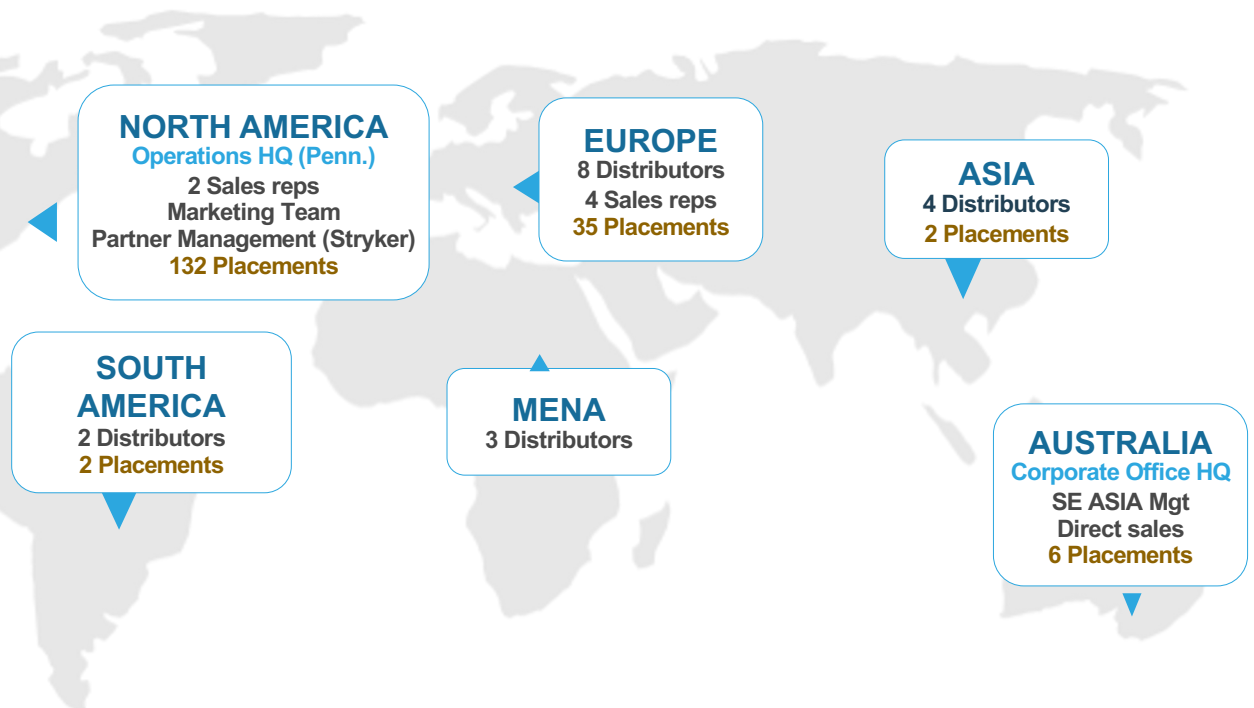 NORTH AMERICA
Operations HQ (Penn.)
2 Sales reps
Marketing Team
Partner Management (Stryker)
132 Placements
EUROPE
8 Distributors
4 Sales reps
35 Placements
ASIA
4 Distributors
2 Placements
SOUTH
AMERICA
2 Distributors
2 Placements
MENA
3 Distributors
AUSTRALIA
Corporate Office HQ
SE ASIA Mgt
Direct sales
6 Placements